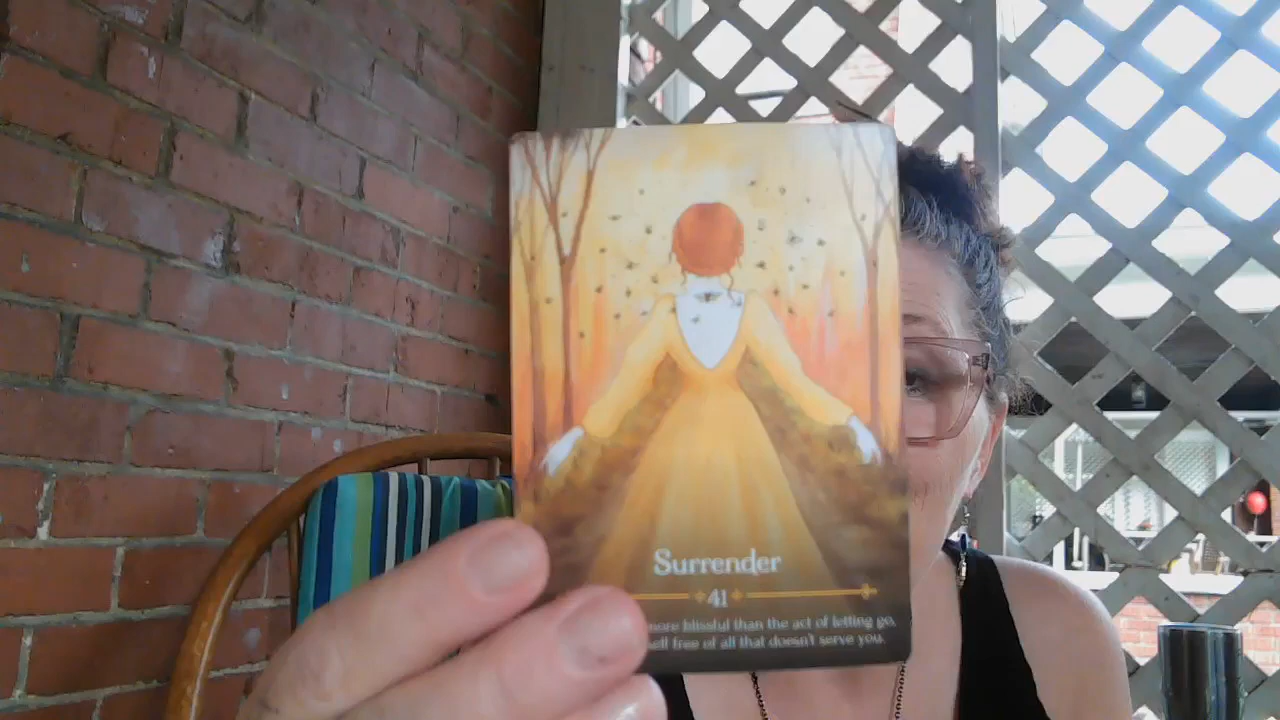 Surrender
41
more blissful than the act of letting go,
self free of all that doesn't serve you.